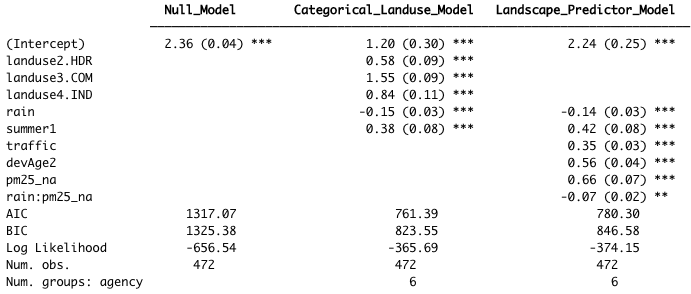 Null_Model Categorical_Landuse_Model Landscape_Predictor_Model
(Intercept) 2.36 (0.04) *** 1.20 (0.30) *** 2.24 (0.25) ***
landuse2.HDR 0.58 (0.09) ***
landuse3.COM 1.55 (0.09) ***
landuse4.IND 0.84 (0.11) ***
rain -0.15 (0.03) *** -0.14 (0.03) ***
summer1 0.38 (0.08) *** 0.42 (0.08) ***
traffic 0.35 (0.03) ***
devAge2 0.56 (0.04) ***
pm25_na 0.66 (0.07) ***
rain:pm25_na -0.07 (0.02) **
AIC 1317.07 761.39 780.30
BIC 1325.38 823.55 846.58
Log Likelihood -656.54 -365.69 -374.15
Num. obs. 472 472 472
Num. groups: agency 6 6